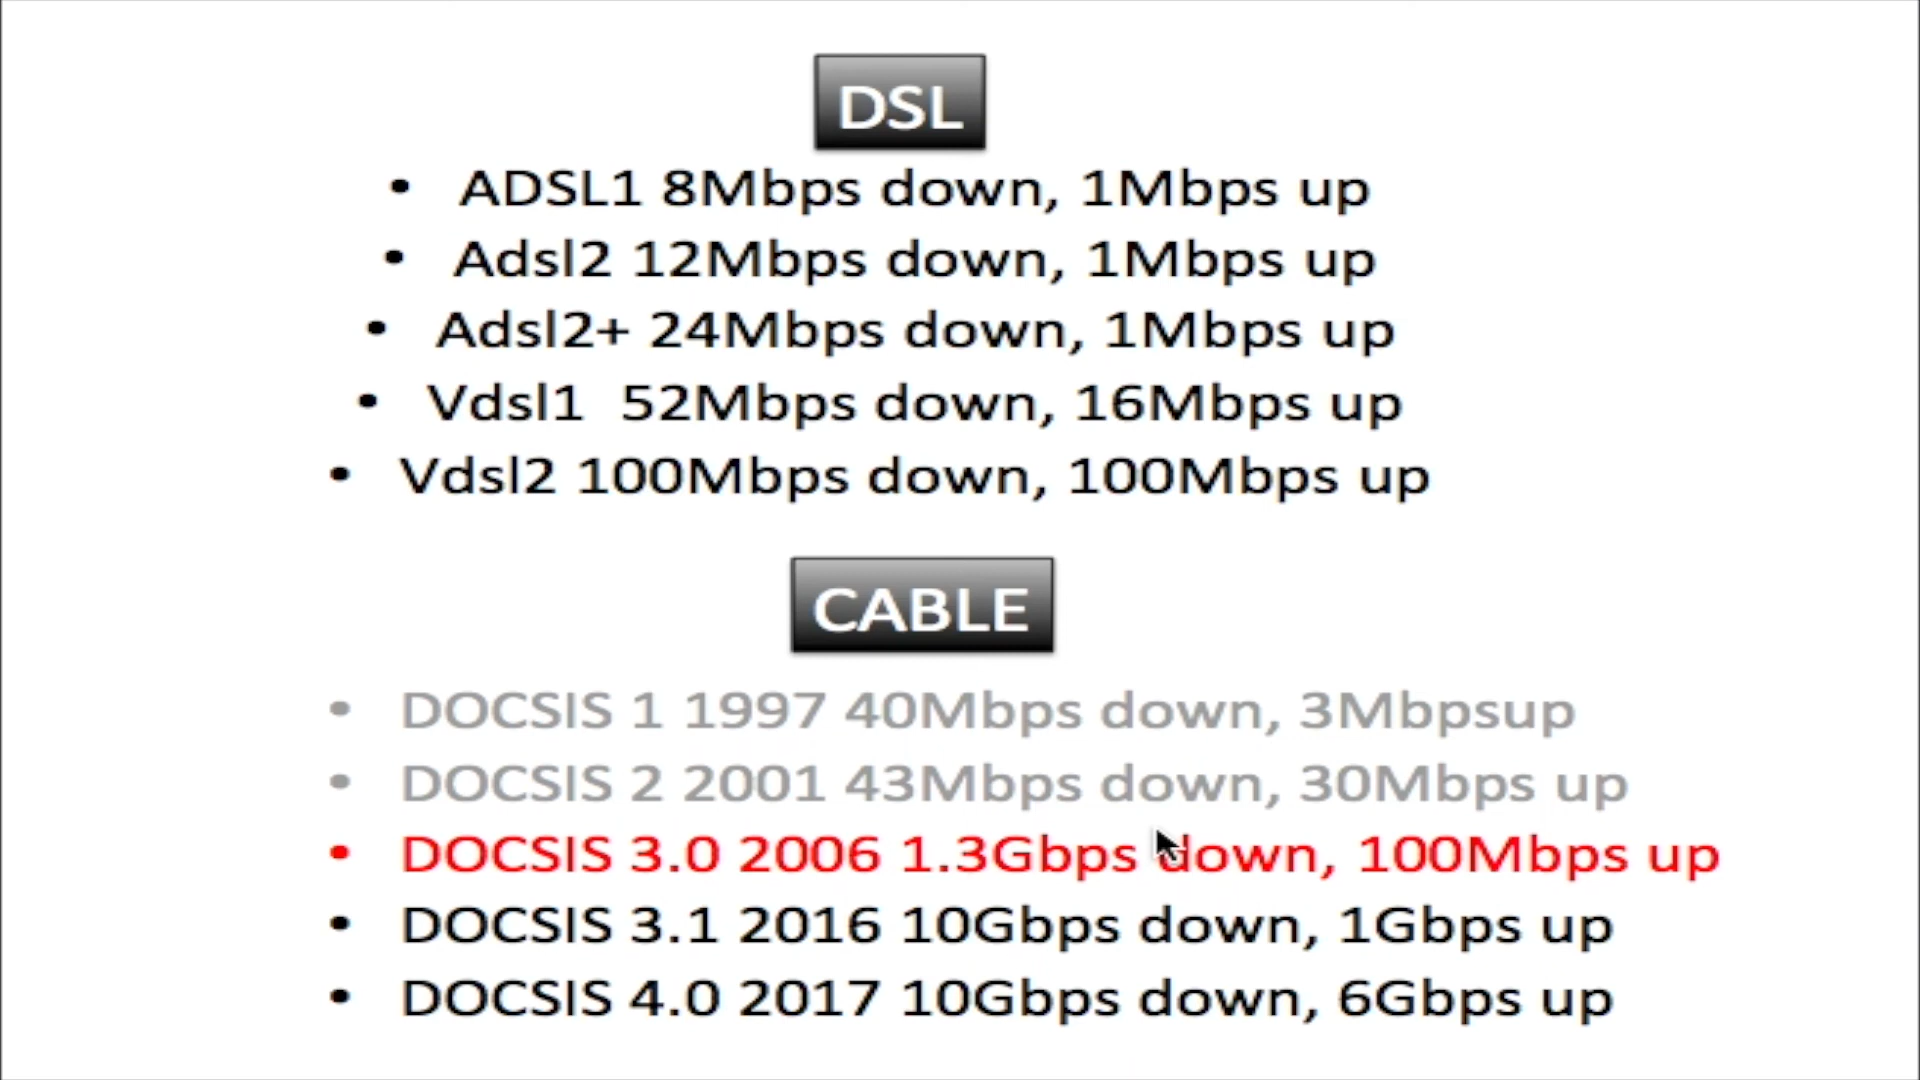 DSL
• ADSL1 8Mbps down, 1Mbps up
• Adsl2 12Mbps down, 1Mbps up
• Adsl2+ 24Mbps down, 1Mbps up
• Vdsl1  52Mbps down, 16Mbps up
• Vdsl2 100Mbps down, 100Mbps up
CABLE
• DOCSIS 1 1997 40Mbps down, 3Mbpsup
• DOCSIS 2 2001 43Mbps down, 30Mbps up
• DOCSIS 3.0 2006 1.3Gbps down, 100Mbps up
• DOCSIS 3.1 2016 10Gbps down, 1Gbps up
• DOCSIS 4.0 2017 10Gbps down, 6Gbps up